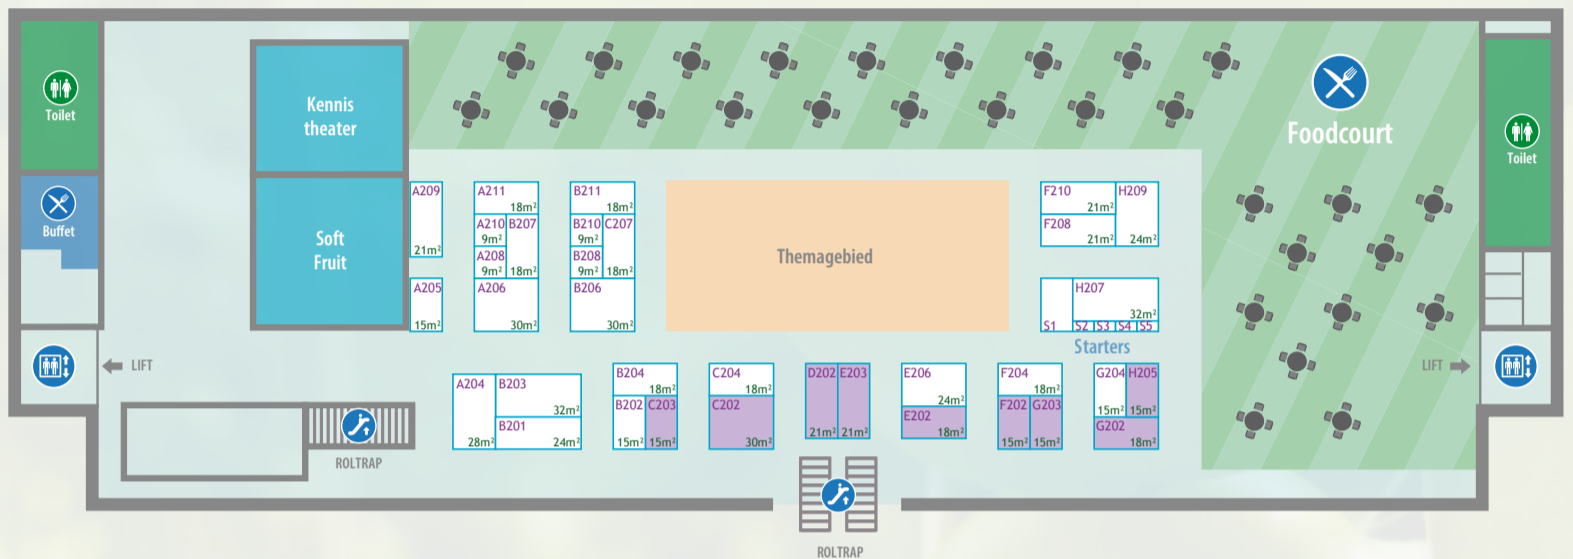 Toilet
Buffet
LIFT
Kennis
theater
Soft
Fruit
Foodcourt
Toilet
LIFT
Themagebied
A209
21m²
A205
15m²
A211
18m²
A210
9m²
B207
18m²
A208
9m²
A206
30m²
B211
18m²
B210
9m²
C207
18m²
B208
9m²
B206
30m²
F210
21m²
H209
24m²
F208
21m²
H207
32m²
S1
S2
S3
S4
S5
Starters
A204
28m²
B203
32m²
B201
24m²
B204
18m²
B202
15m²
C203
15m²
C204
18m²
C202
30m²
D202
21m²
E203
21m²
E206
24m²
E202
18m²
F204
18m²
F202
15m²
G203
15m²
G204
15m²
H205
15m²
G202
18m²
ROLTRAP
ROLTRAP